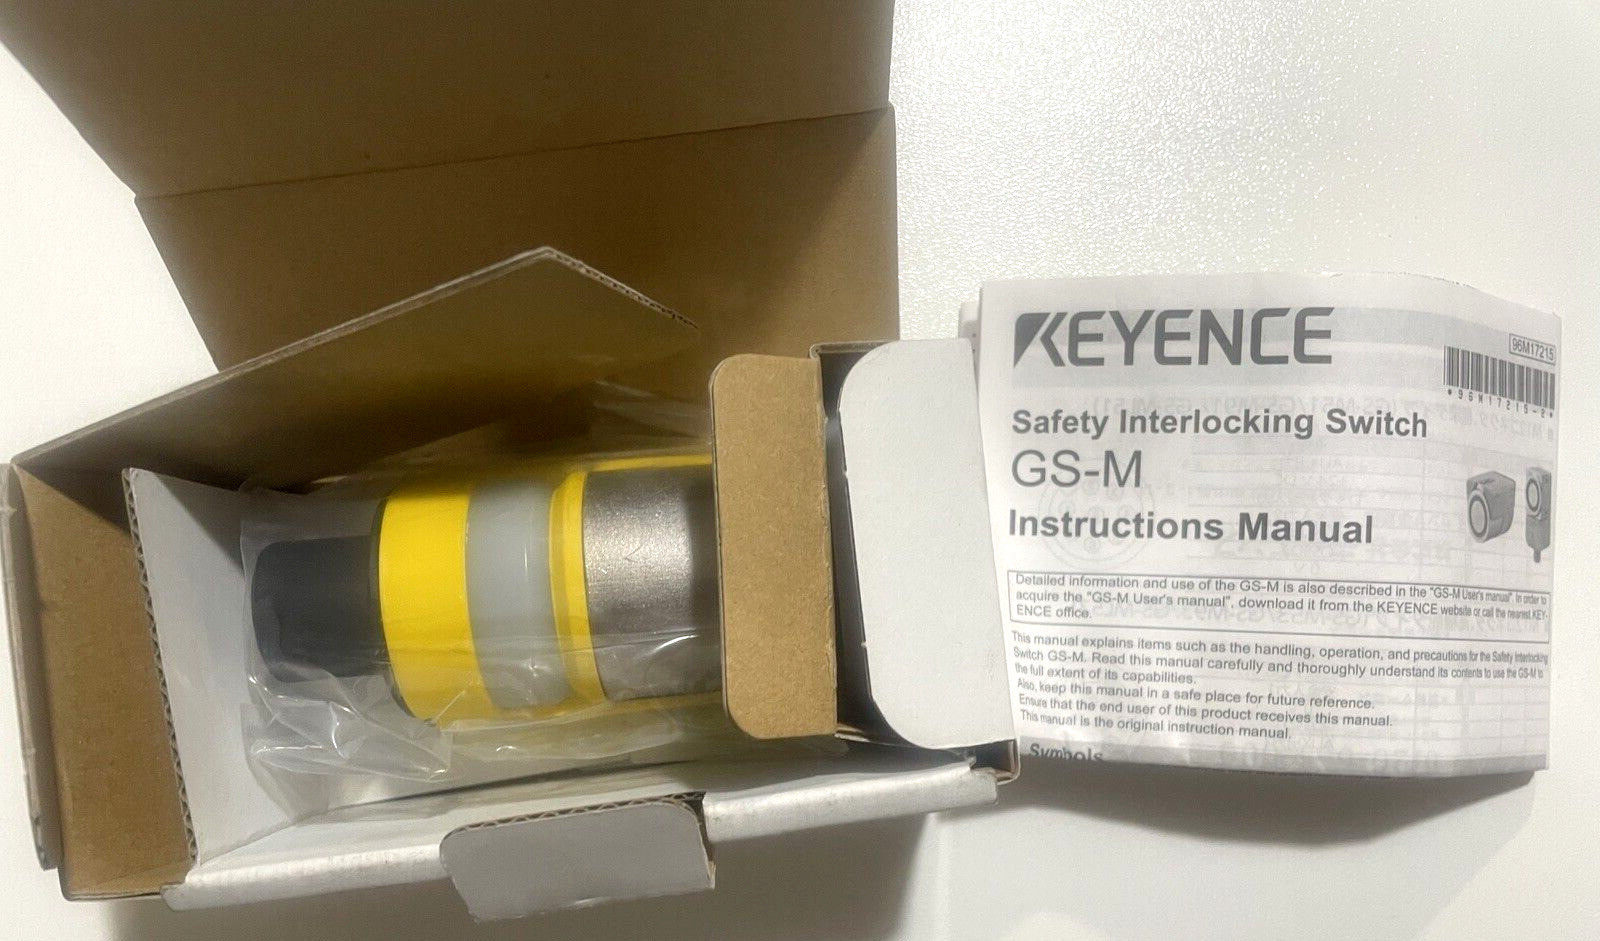 KEYENCE
96M17215
*96M17215-2*
Safety Interlocking Switch
GS-M
Instructions Manual
Detailed information and use of the GS-M is also described in the "GS-M User's manual". In order to
acquire the "GS-M User's manual", download it from the KEYENCE website or call the nearest KEY-
ENCE office.
This manual explains items such as the handling, operation, and precautions for the Safety Interlocking
Switch GS-M. Read this manual carefully and thoroughly understand its contents to use the GS-M to
the full extent of its capabilities.
Also, keep this manual in a safe place for future reference.
Ensure that the end user of this product receives this manual.
This manual is the original instruction manual.
Symbols